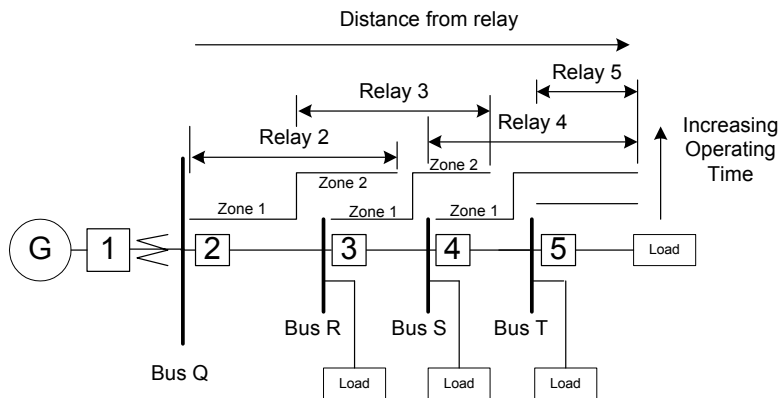 Distance from relay
Relay 5
Relay 3
Relay 4
Relay 2
Increasing
Operating
Time
Zone 2
Zone 2
Zone 1
Zone 1
Zone 1
G
1
2
3
4
5
Load
Bus R
Bus S
Bus T
Bus Q
Load
Load
Load